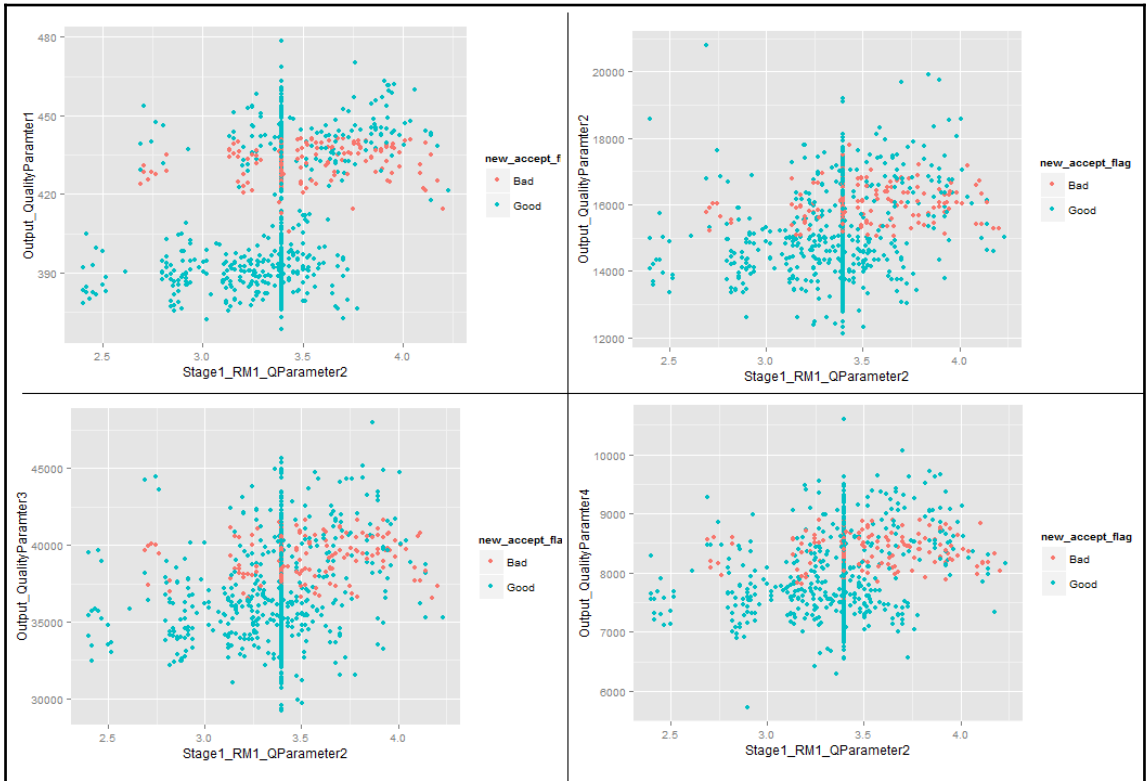 480
450
420
390
Output_QualityParamter1
2.5 3.0 3.5 4.0
Stage1_RM1_QParameter2
new_accept_f
Bad
Good
20000
18000
16000
14000
12000
Output_QualityParamter2
2.5 3.0 3.5 4.0
Stage1_RM1_QParameter2
new_accept_flag
Bad
Good
45000
40000
35000
30000
Output_QualityParamter3
2.5 3.0 3.5 4.0
Stage1_RM1_QParameter2
new_accept_fla
Bad
Good
10000
9000
8000
7000
6000
Output_QualityParamter4
2.5 3.0 3.5 4.0
Stage1_RM1_QParameter2
new_accept_flag
Bad
Good